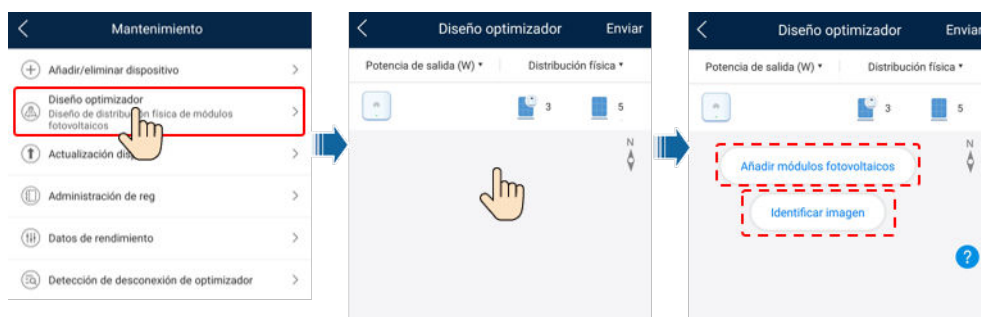 Mantenimiento
Añadir/eliminar dispositivo
Diseño optimizador
Diseño de distribución física de módulos
fotovoltaicos
Actualización
Administración de reg
Datos de rendimiento
Detección de desconexión de optimizador
Diseño optimizador Enviar
Potencia de salida (W) Distribución física
3 5
N
Diseño optimizador Enviar
Potencia de salida (W) Distribución física
3 5
N
Añadir módulos fotovoltaicos
Identificar imagen
?